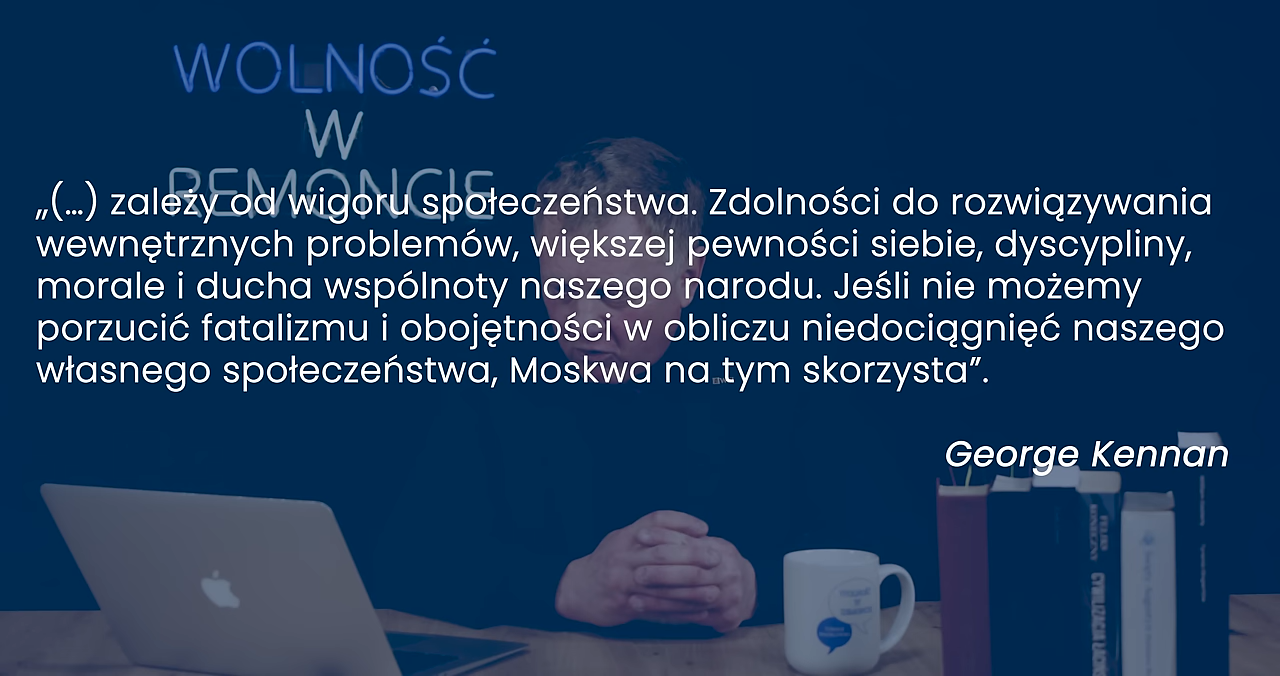 WOLNOŚĆ
W
REMONCIE
„(...) zależy od wigoru społeczeństwa. Zdolności do rozwiązywania
wewnętrznych problemów, większej pewności siebie, dyscypliny,
morale i ducha wspólnoty naszego narodu. Jeśli nie możemy
porzucić fatalizmu i obojętności w obliczu niedociągnięć naszego
własnego społeczeństwa, Moskwa na tym skorzysta”.
George Kennan